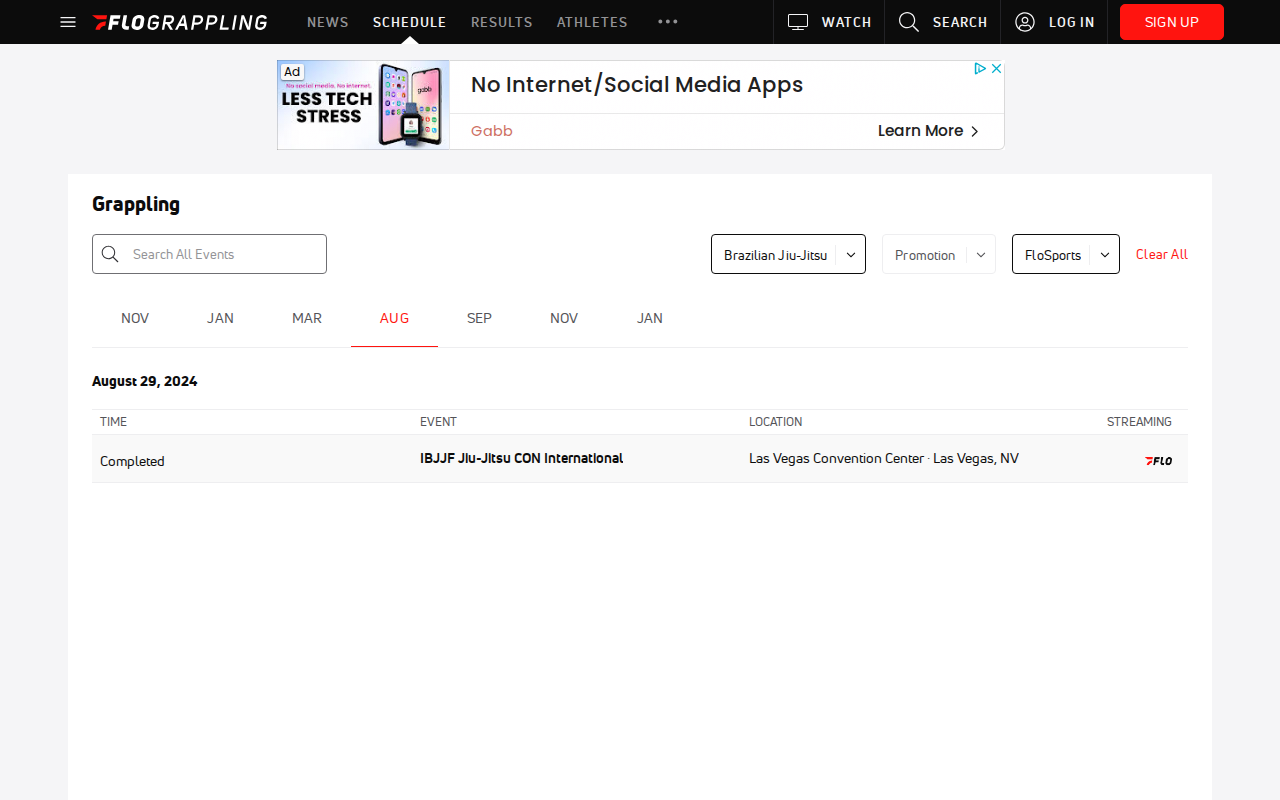 FLOGRAPPLING NEWS SCHEDULE RESULTS ATHLETES WATCH SEARCH LOG IN SIGN UP
Ad
No social media. No internet.
LESS TECH
STRESS
gabb
No Internet/Social Media Apps
Gabb
Learn More
Grappling
Search All Events
Brazilian Jiu-Jitsu
Promotion
FloSports
Clear All
NOV JAN MAR AUG SEP NOV JAN
August 29, 2024
TIME EVENT LOCATION STREAMING
Completed IBJJF Jiu-Jitsu CON International Las Vegas Convention Center · Las Vegas, NV FLO